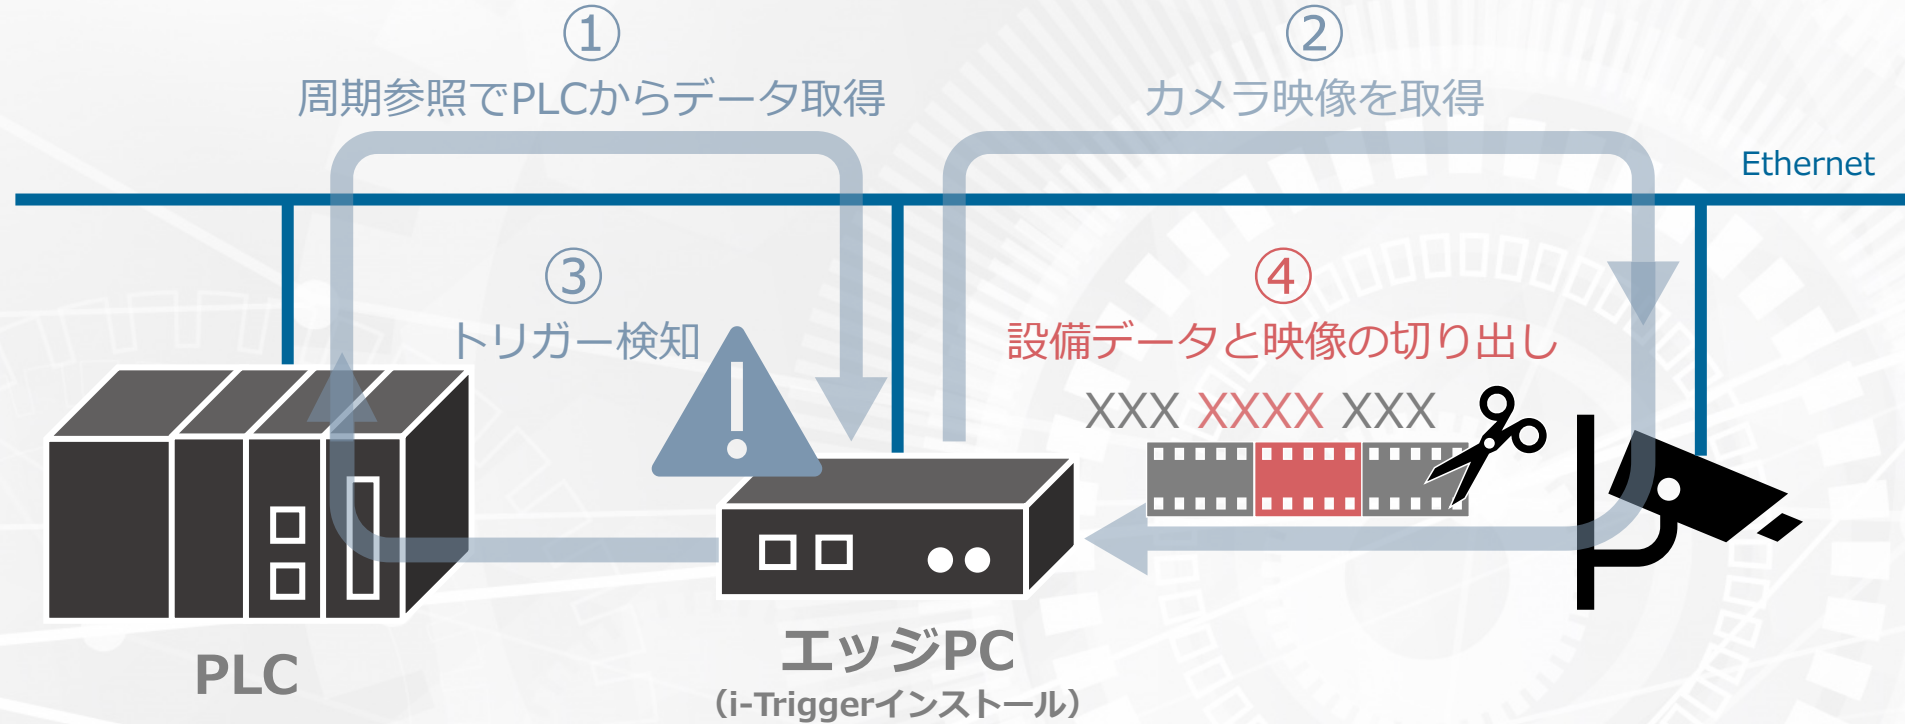 ①
周期参照でPLCからデータ取得
②
カメラ映像を取得
Ethernet
③
トリガー検知
④
設備データと映像の切り出し
XXX XXXX XXX
PLC
エッジPC
（i-Triggerインストール）